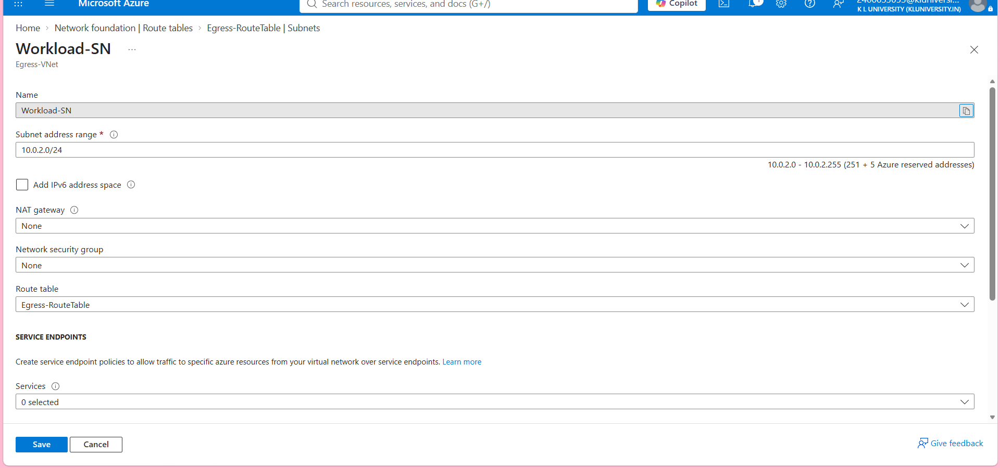 Microsoft Azure
Search resources, services, and docs (G+/)
Copilot
1
K L UNIVERSITY (KLUNIVERSITY.IN)
Home > Network foundation | Route tables > Egress-RouteTable | Subnets
Workload-SN ...
Egress-VNet
Name
Workload-SN
Subnet address range *
10.0.2.0/24
10.0.2.0 - 10.0.2.255 (251 + 5 Azure reserved addresses)
Add IPv6 address space
NAT gateway
None
Network security group
None
Route table
Egress-RouteTable
SERVICE ENDPOINTS
Create service endpoint policies to allow traffic to specific azure resources from your virtual network over service endpoints. Learn more
Services
0 selected
Save
Cancel
Give feedback